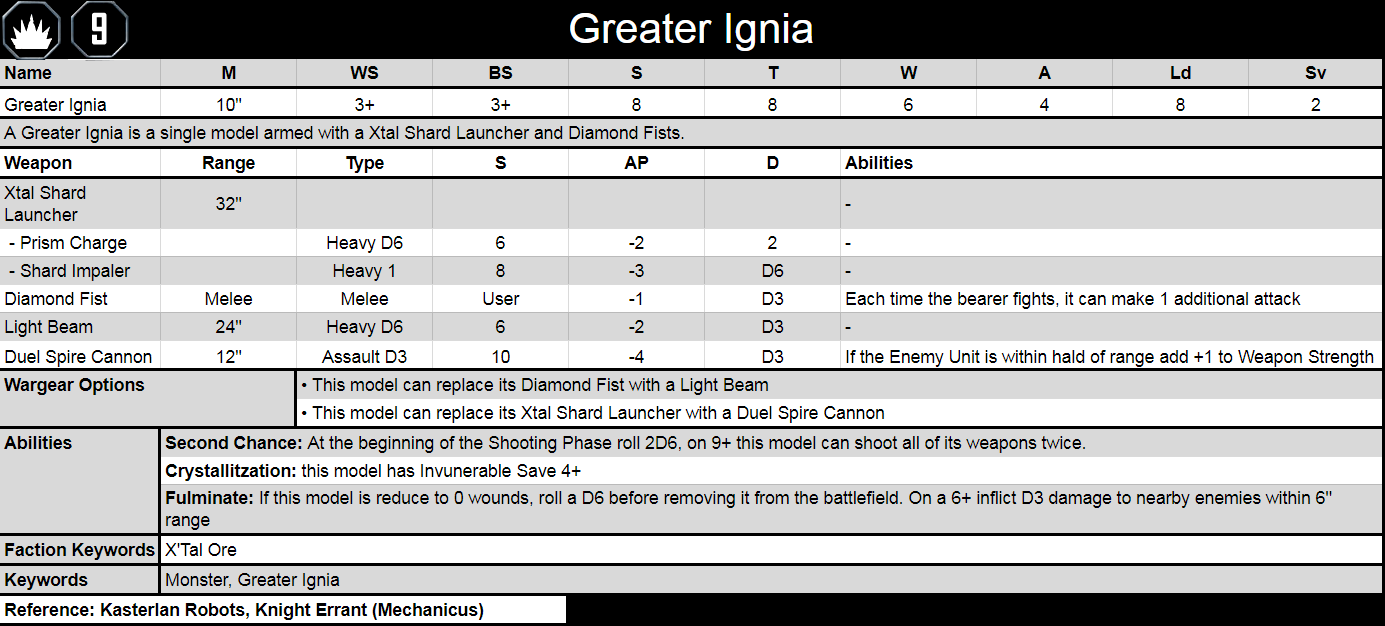 9
Greater Ignia
Name M WS BS S T W A Ld Sv
Greater Ignia 10" 3+ 3+ 8 8 6 4 8 2
A Greater Ignia is a single model armed with a Xtal Shard Launcher and Diamond Fists.
Weapon Range Type S AP D Abilities
Xtal Shard
Launcher 32" -
- Prism Charge Heavy D6 6 -2 2 -
- Shard Impaler Heavy 1 8 -3 D6 -
Diamond Fist Melee Melee User -1 D3 Each time the bearer fights, it can make 1 additional attack
Light Beam 24" Heavy D6 6 -2 D3 -
Duel Spire Cannon 12" Assault D3 10 -4 D3 If the Enemy Unit is within hald of range add +1 to Weapon Strength
Wargear Options • This model can replace its Diamond Fist with a Light Beam
• This model can replace its Xtal Shard Launcher with a Duel Spire Cannon
Abilities Second Chance: At the beginning of the Shooting Phase roll 2D6, on 9+ this model can shoot all of its weapons twice.
Crystallitzation: this model has Invunerable Save 4+
Fulminate: If this model is reduce to 0 wounds, roll a D6 before removing it from the battlefield. On a 6+ inflict D3 damage to nearby enemies within 6"
range
Faction Keywords X'Tal Ore
Keywords Monster, Greater Ignia
Reference: Kasterlan Robots, Knight Errant (Mechanicus)